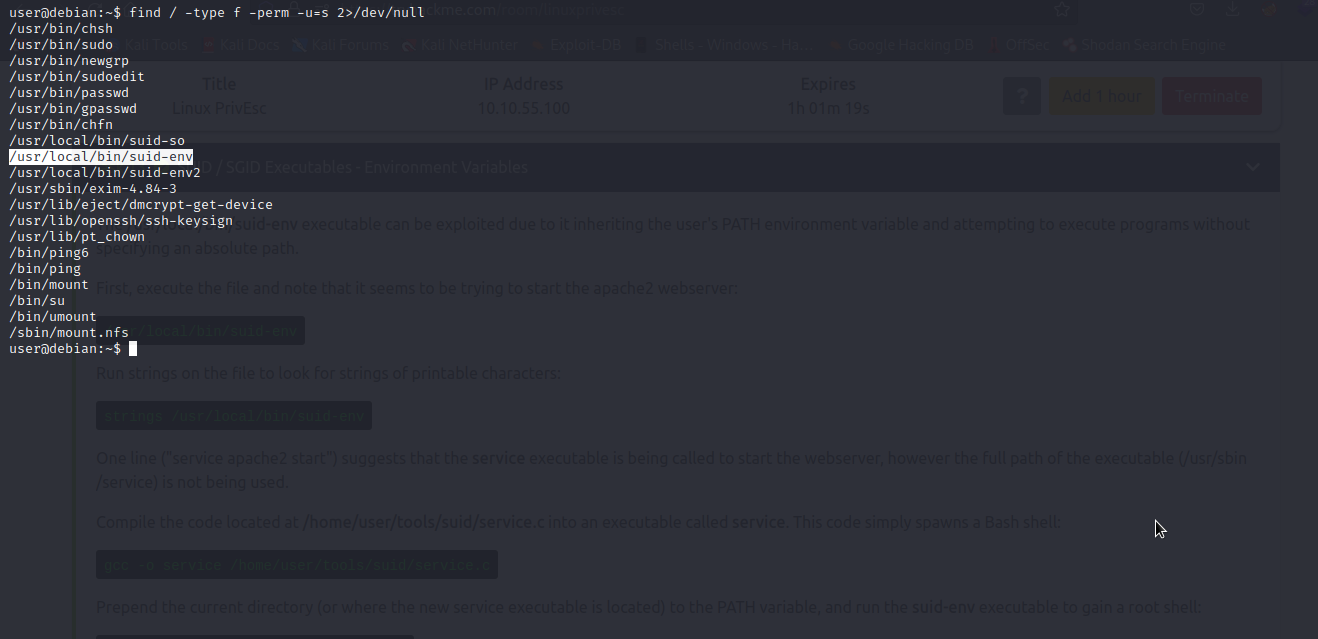 user@debian:~$ find / -type f -perm -u=s 2>/dev/null
/usr/bin/chsh
/usr/bin/sudo
/usr/bin/newgrp
/usr/bin/sudoedit
/usr/bin/passwd
/usr/bin/gpasswd
/usr/bin/chfn
/usr/local/bin/suid-so
/usr/local/bin/suid-env
/usr/local/bin/suid-env2
/usr/sbin/exim-4.84-3
/usr/lib/eject/dmcrypt-get-device
/usr/lib/openssh/ssh-keysign
/usr/lib/pt_chown
/bin/ping6
/bin/ping
/bin/mount
/bin/su
/bin/umount
/sbin/mount.nfs
user@debian:~$
ckme.com/room/linuxprivesc
Kali Tools Kali Docs Kali Forums Kali NetHunter Exploit-DB Shells - Windows - Ha... Google Hacking DB OffSec Shodan Search Engine
Title IP Address Expires
Linux PrivEsc 10.10.55.100 1h 01m 19s
? Add 1 hour Terminate
/ SGID Executables - Environment Variables
suid-env executable can be exploited due to it inheriting the user's PATH environment variable and attempting to execute programs without
specifying an absolute path.
First, execute the file and note that it seems to be trying to start the apache2 webserver:
/local/bin/suid-env
Run strings on the file to look for strings of printable characters:
strings /usr/local/bin/suid-env
One line ("service apache2 start") suggests that the service executable is being called to start the webserver, however the full path of the executable (/usr/sbin
/service) is not being used.
Compile the code located at /home/user/tools/suid/service.c into an executable called service. This code simply spawns a Bash shell:
gcc -o service /home/user/tools/suid/service.c
Prepend the current directory (or where the new service executable is located) to the PATH variable, and run the suid-env executable to gain a root shell: